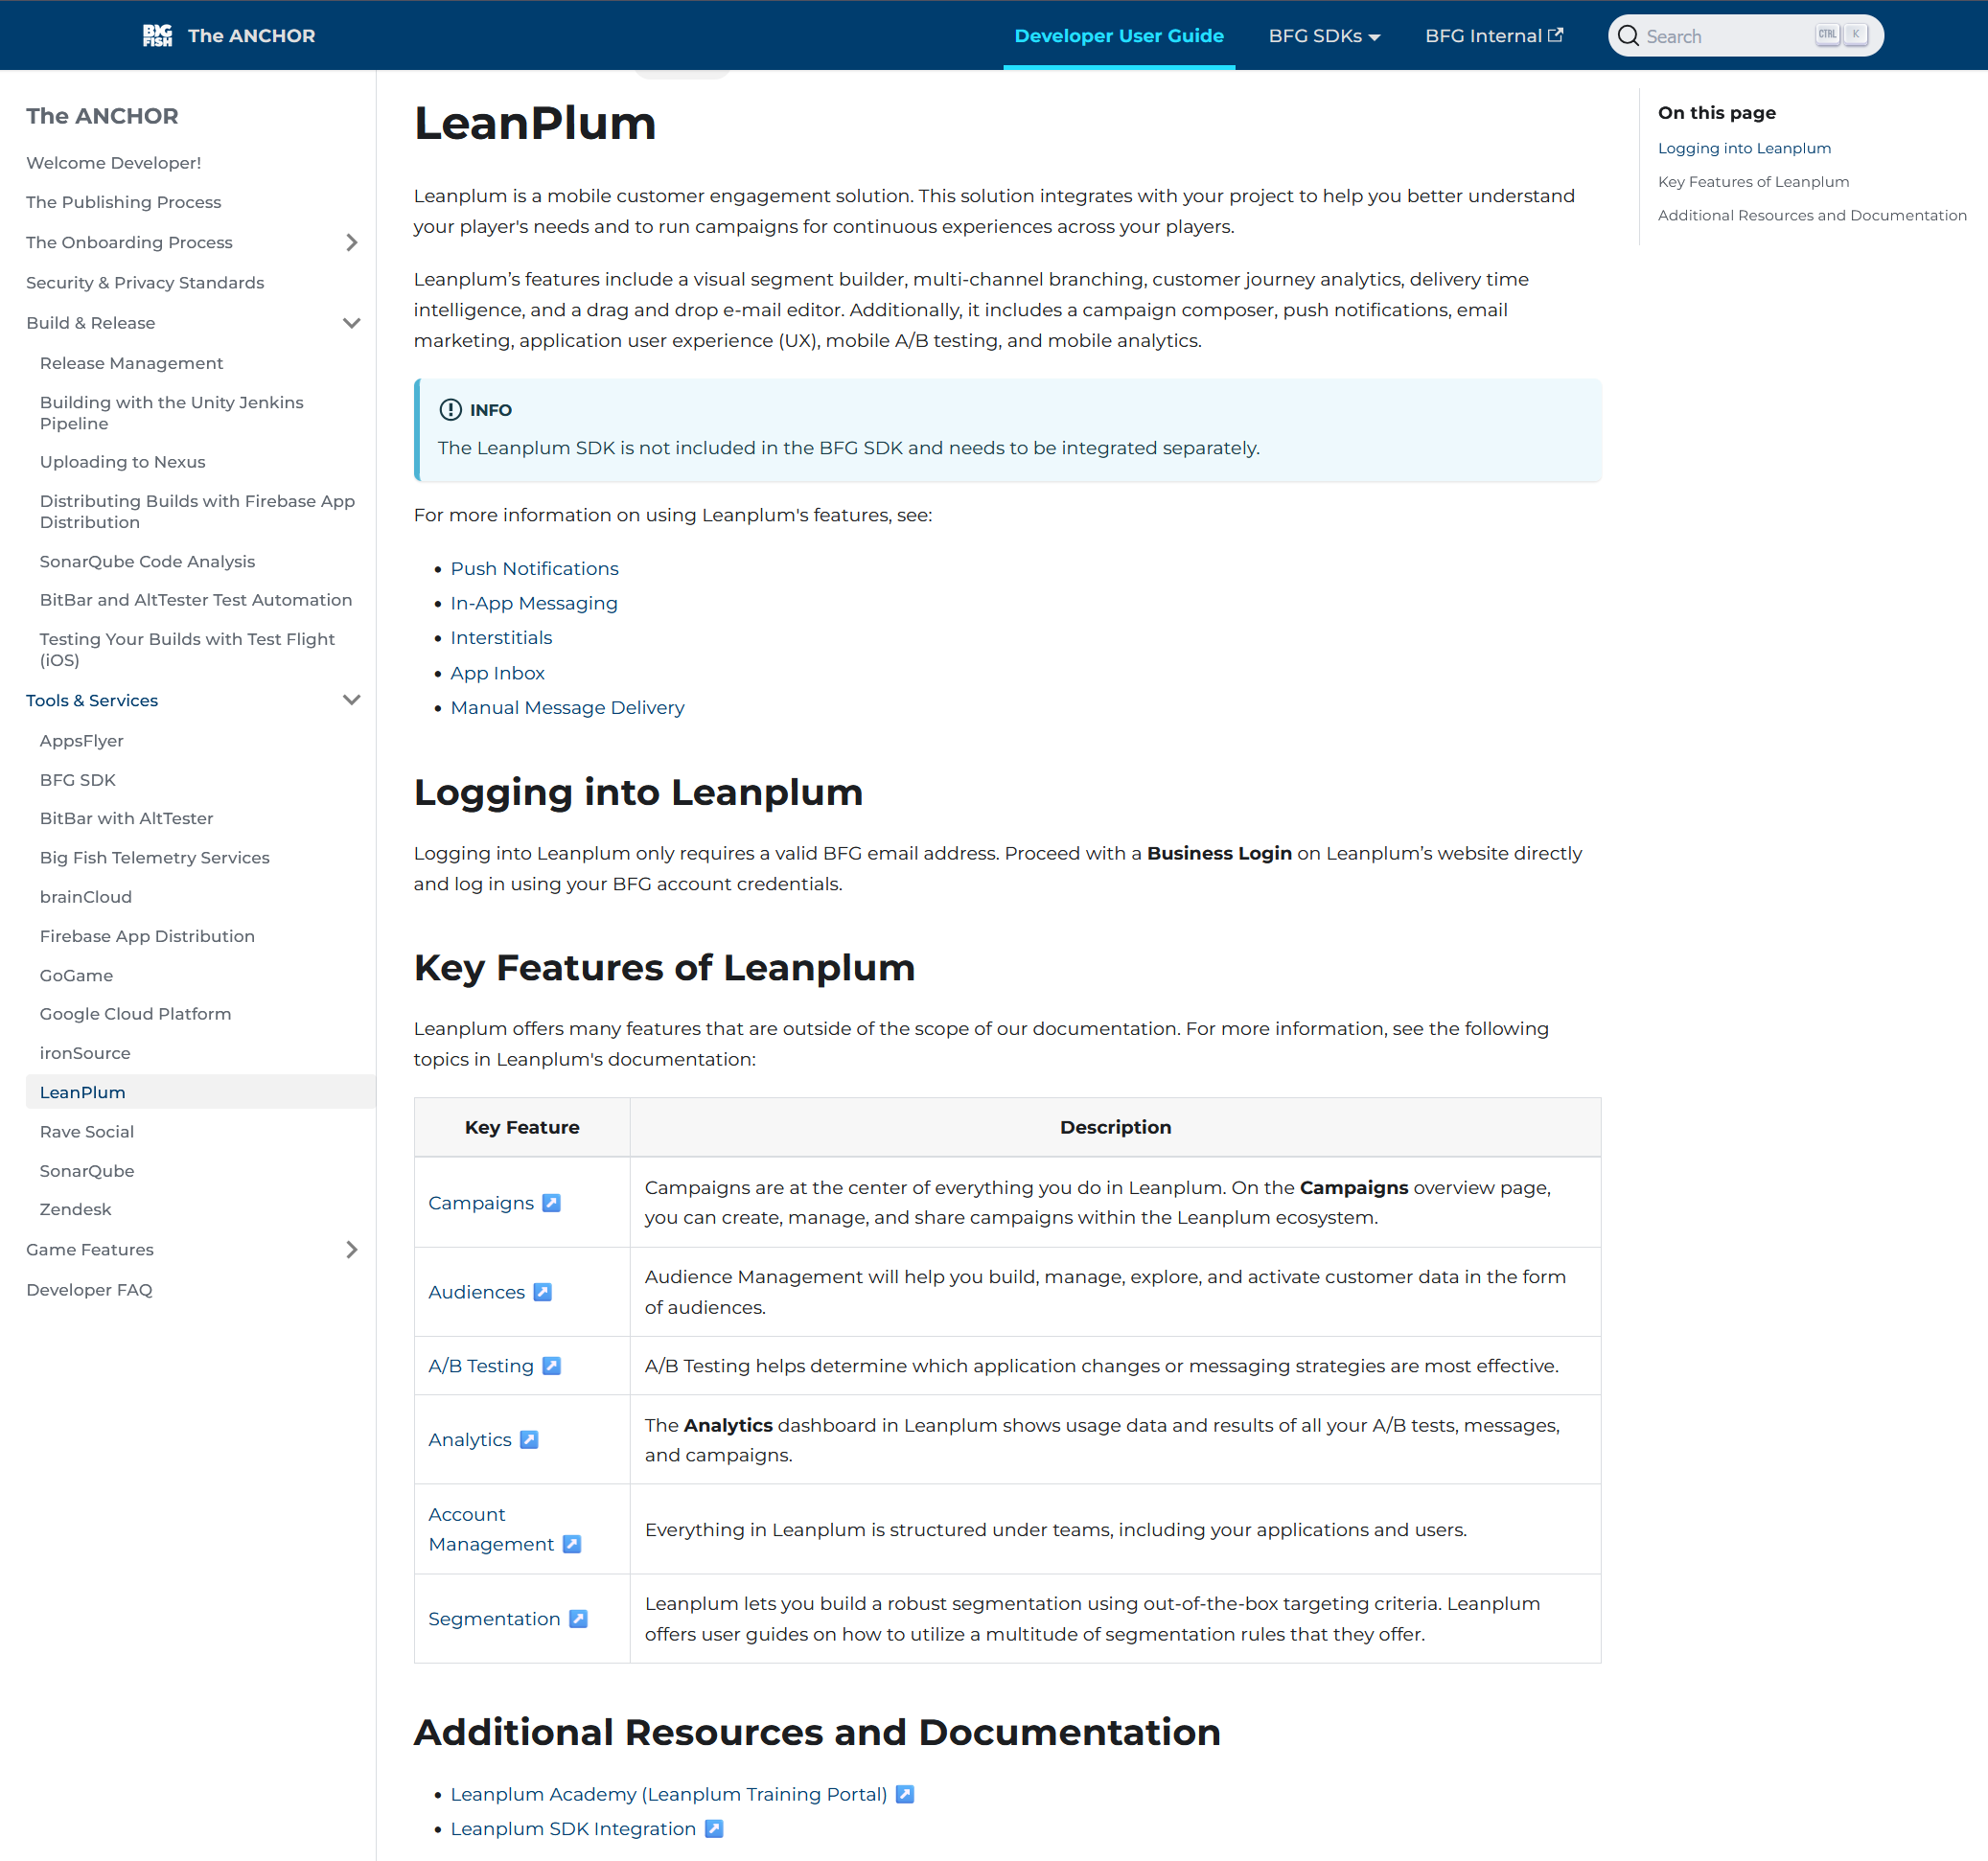 BIG FISH The ANCHOR Developer User Guide BFG SDKs BFG Internal Search CTRL K
The ANCHOR
Welcome Developer!
The Publishing Process
The Onboarding Process
Security & Privacy Standards
Build & Release
Release Management
Building with the Unity Jenkins
Pipeline
Uploading to Nexus
Distributing Builds with Firebase App
Distribution
SonarQube Code Analysis
BitBar and AltTester Test Automation
Testing Your Builds with Test Flight
(iOS)
Tools & Services
AppsFlyer
BFG SDK
BitBar with AltTester
Big Fish Telemetry Services
brainCloud
Firebase App Distribution
GoGame
Google Cloud Platform
ironSource
LeanPlum
Rave Social
SonarQube
Zendesk
Game Features
Developer FAQ
LeanPlum
Leanplum is a mobile customer engagement solution. This solution integrates with your project to help you better understand
your player's needs and to run campaigns for continuous experiences across your players.
Leanplum’s features include a visual segment builder, multi-channel branching, customer journey analytics, delivery time
intelligence, and a drag and drop e-mail editor. Additionally, it includes a campaign composer, push notifications, email
marketing, application user experience (UX), mobile A/B testing, and mobile analytics.
INFO
The Leanplum SDK is not included in the BFG SDK and needs to be integrated separately.
For more information on using Leanplum's features, see:
• Push Notifications
• In-App Messaging
• Interstitials
• App Inbox
• Manual Message Delivery
Logging into Leanplum
Logging into Leanplum only requires a valid BFG email address. Proceed with a Business Login on Leanplum’s website directly
and log in using your BFG account credentials.
Key Features of Leanplum
Leanplum offers many features that are outside of the scope of our documentation. For more information, see the following
topics in Leanplum's documentation:
Key Feature Description
Campaigns
Campaigns are at the center of everything you do in Leanplum. On the Campaigns overview page,
you can create, manage, and share campaigns within the Leanplum ecosystem.
Audiences
Audience Management will help you build, manage, explore, and activate customer data in the form
of audiences.
A/B Testing
A/B Testing helps determine which application changes or messaging strategies are most effective.
Analytics
The Analytics dashboard in Leanplum shows usage data and results of all your A/B tests, messages,
and campaigns.
Account
Management
Everything in Leanplum is structured under teams, including your applications and users.
Segmentation
Leanplum lets you build a robust segmentation using out-of-the-box targeting criteria. Leanplum
offers user guides on how to utilize a multitude of segmentation rules that they offer.
Additional Resources and Documentation
• Leanplum Academy (Leanplum Training Portal)
• Leanplum SDK Integration
On this page
Logging into Leanplum
Key Features of Leanplum
Additional Resources and Documentation